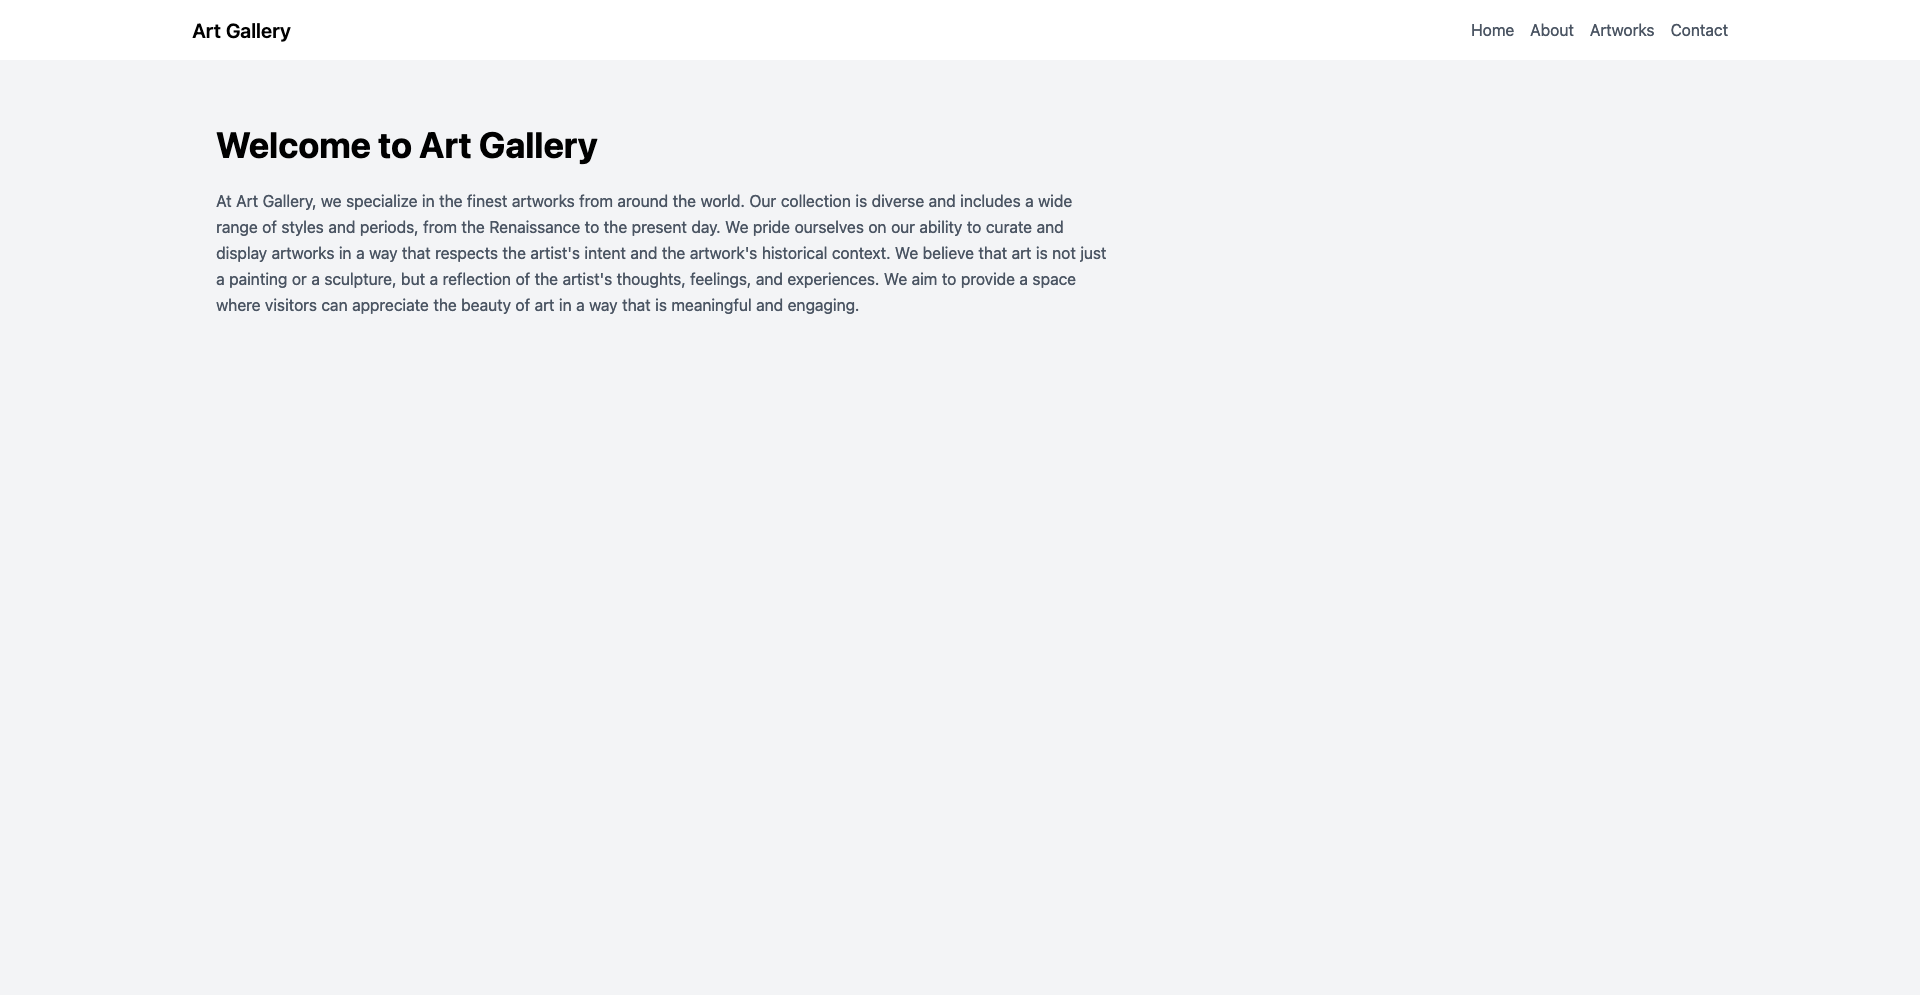 Art Gallery
Home About Artworks Contact
Welcome to Art Gallery
At Art Gallery, we specialize in the finest artworks from around the world. Our collection is diverse and includes a wide
range of styles and periods, from the Renaissance to the present day. We pride ourselves on our ability to curate and
display artworks in a way that respects the artist's intent and the artwork's historical context. We believe that art is not just
a painting or a sculpture, but a reflection of the artist's thoughts, feelings, and experiences. We aim to provide a space
where visitors can appreciate the beauty of art in a way that is meaningful and engaging.